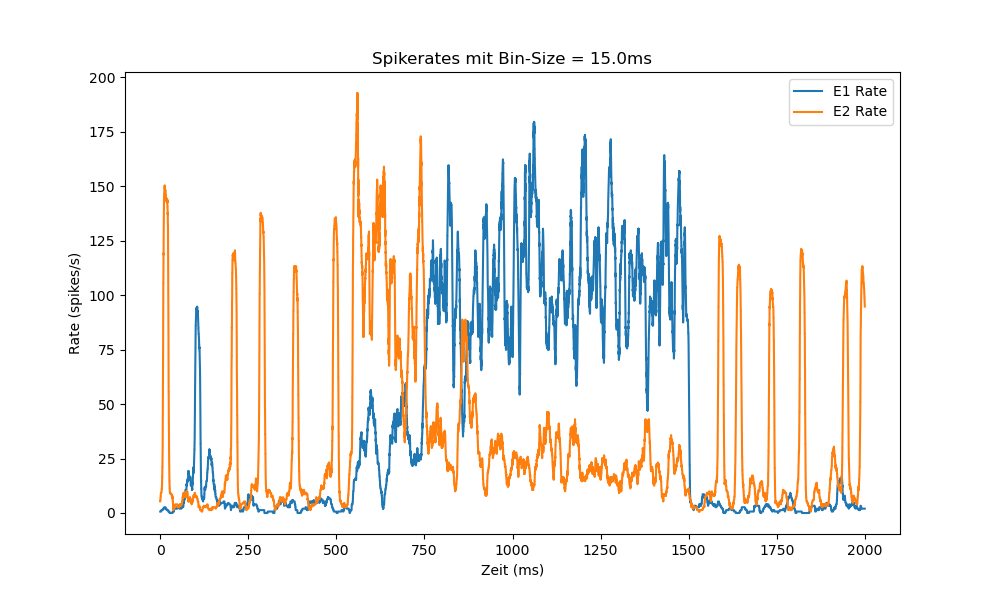 Spikerates mit Bin-Size = 15.0ms
E1 Rate
E2 Rate
200
175
150
125
100
75
50
25
0
Rate (spikes/s)
0 250 500 750 1000 1250 1500 1750 2000
Zeit (ms)